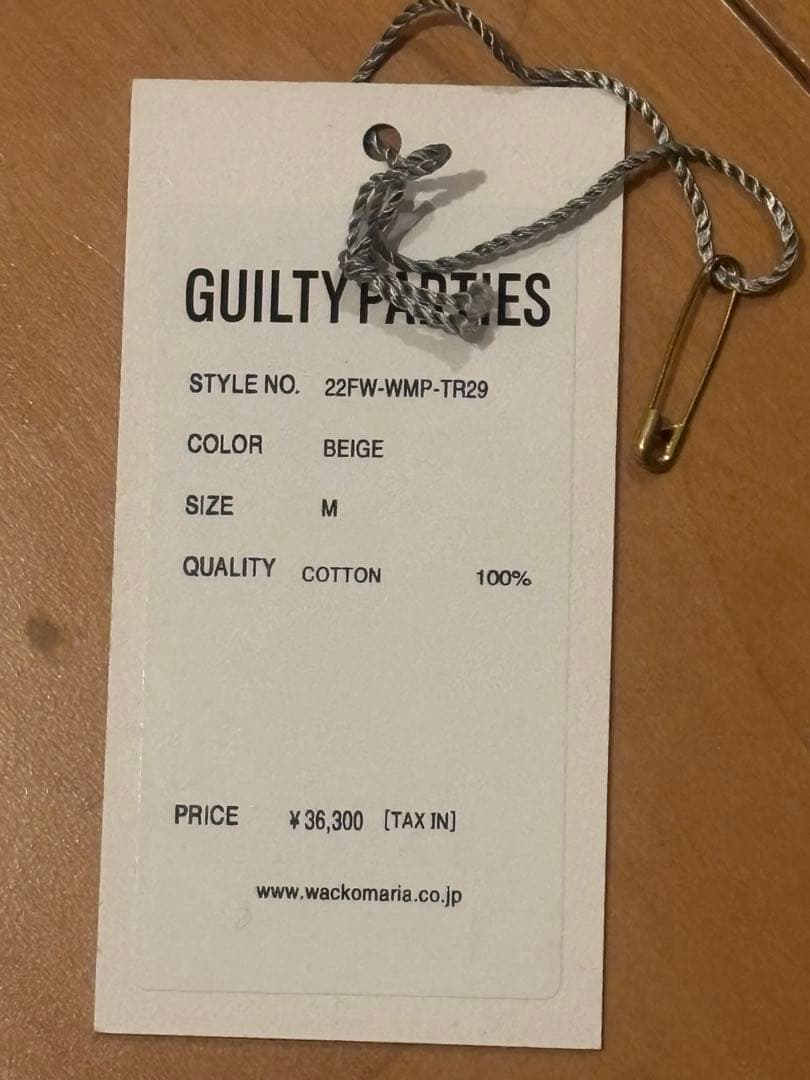 GUILTY PARTIES
STYLE NO. 22FW-WMP-TR29
COLOR BEIGE
SIZE M
QUALITY COTTON 100%
PRICE ¥36,300 [TAX IN]
www.wackomaria.co.jp